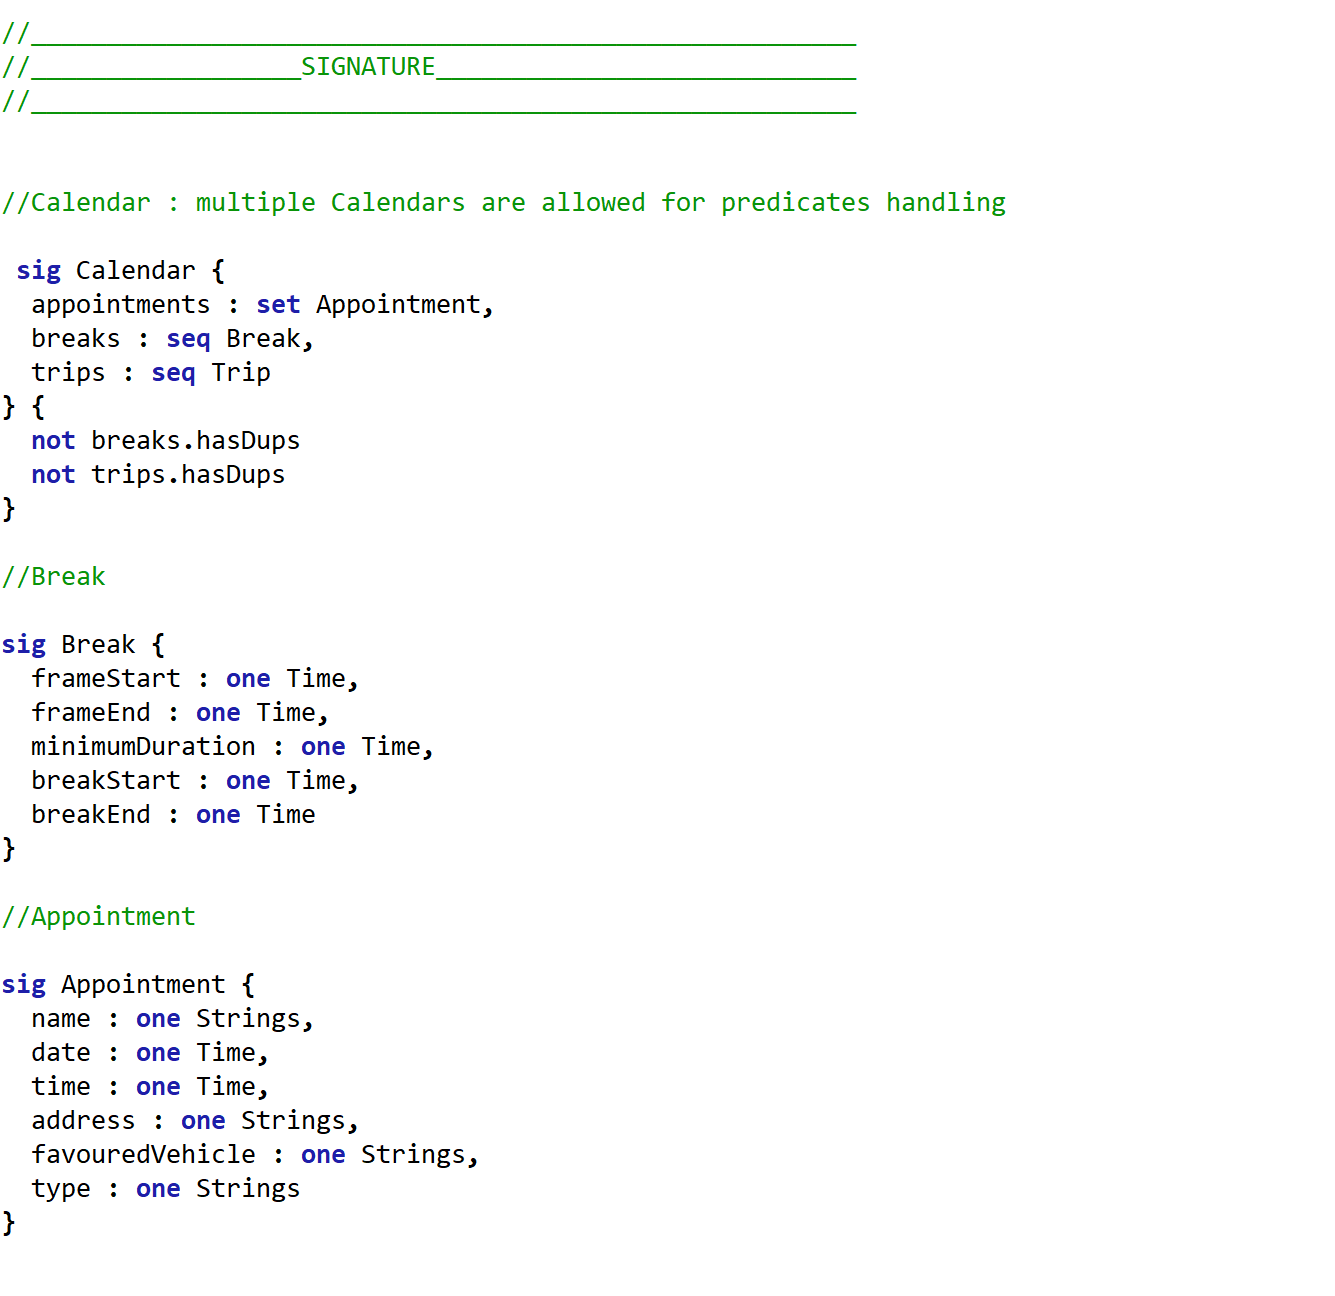 //_______________________________________________________
//__________________SIGNATURE____________________________
//_______________________________________________________
//Calendar : multiple Calendars are allowed for predicates handling
sig Calendar {
appointments : set Appointment,
breaks : seq Break,
trips : seq Trip
} {
not breaks.hasDups
not trips.hasDups
}
//Break
sig Break {
frameStart : one Time,
frameEnd : one Time,
minimumDuration : one Time,
breakStart : one Time,
breakEnd : one Time
}
//Appointment
sig Appointment {
name : one Strings,
date : one Time,
time : one Time,
address : one Strings,
favouredVehicle : one Strings,
type : one Strings
}